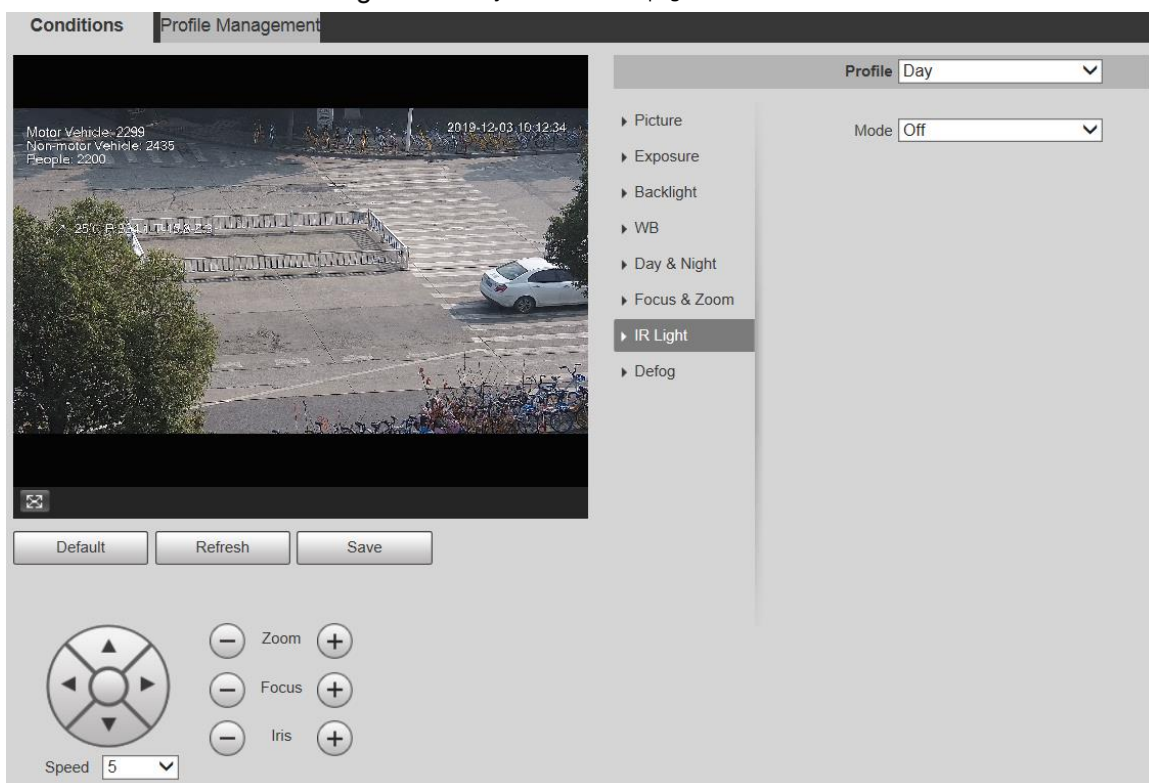 Conditions Profile Management
Profile Day
Motor Vehicle: 2299
2019-12-03 10:12:34
Non-motor Vehicle: 2435
People: 2200
Picture
Mode Off
Exposure
Backlight
WB
Day & Night
Focus & Zoom
IR Light
Defog
Default Refresh Save
Zoom
Focus
Iris
Speed 5